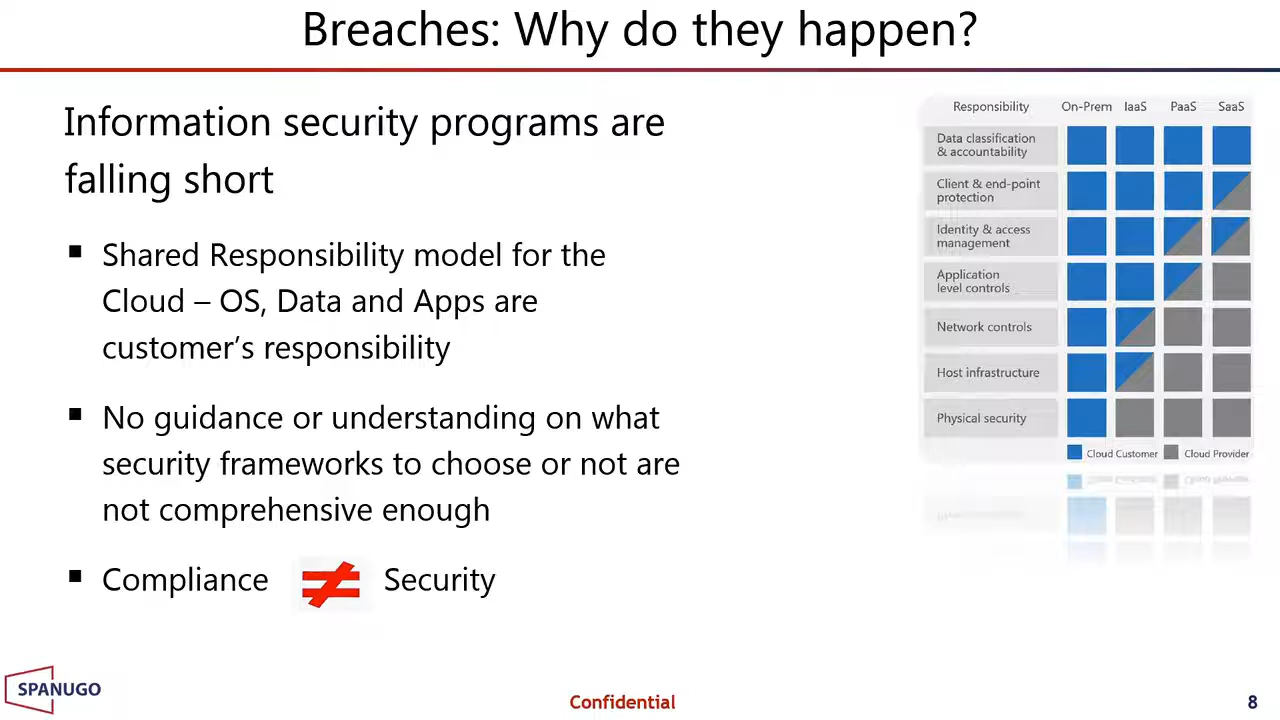 Breaches: Why do they happen?
Information security programs are
falling short
▪ Shared Responsibility model for the
Cloud – OS, Data and Apps are
customer’s responsibility
▪ No guidance or understanding on what
security frameworks to choose or not are
not comprehensive enough
▪ Compliance ≠ Security
Responsibility On-Prem IaaS PaaS SaaS
Data classification
& accountability
Client & end-point
protection
Identity & access
management
Application
level controls
Network controls
Host infrastructure
Physical security
Cloud Customer Cloud Provider
SPANUGO
Confidential
8